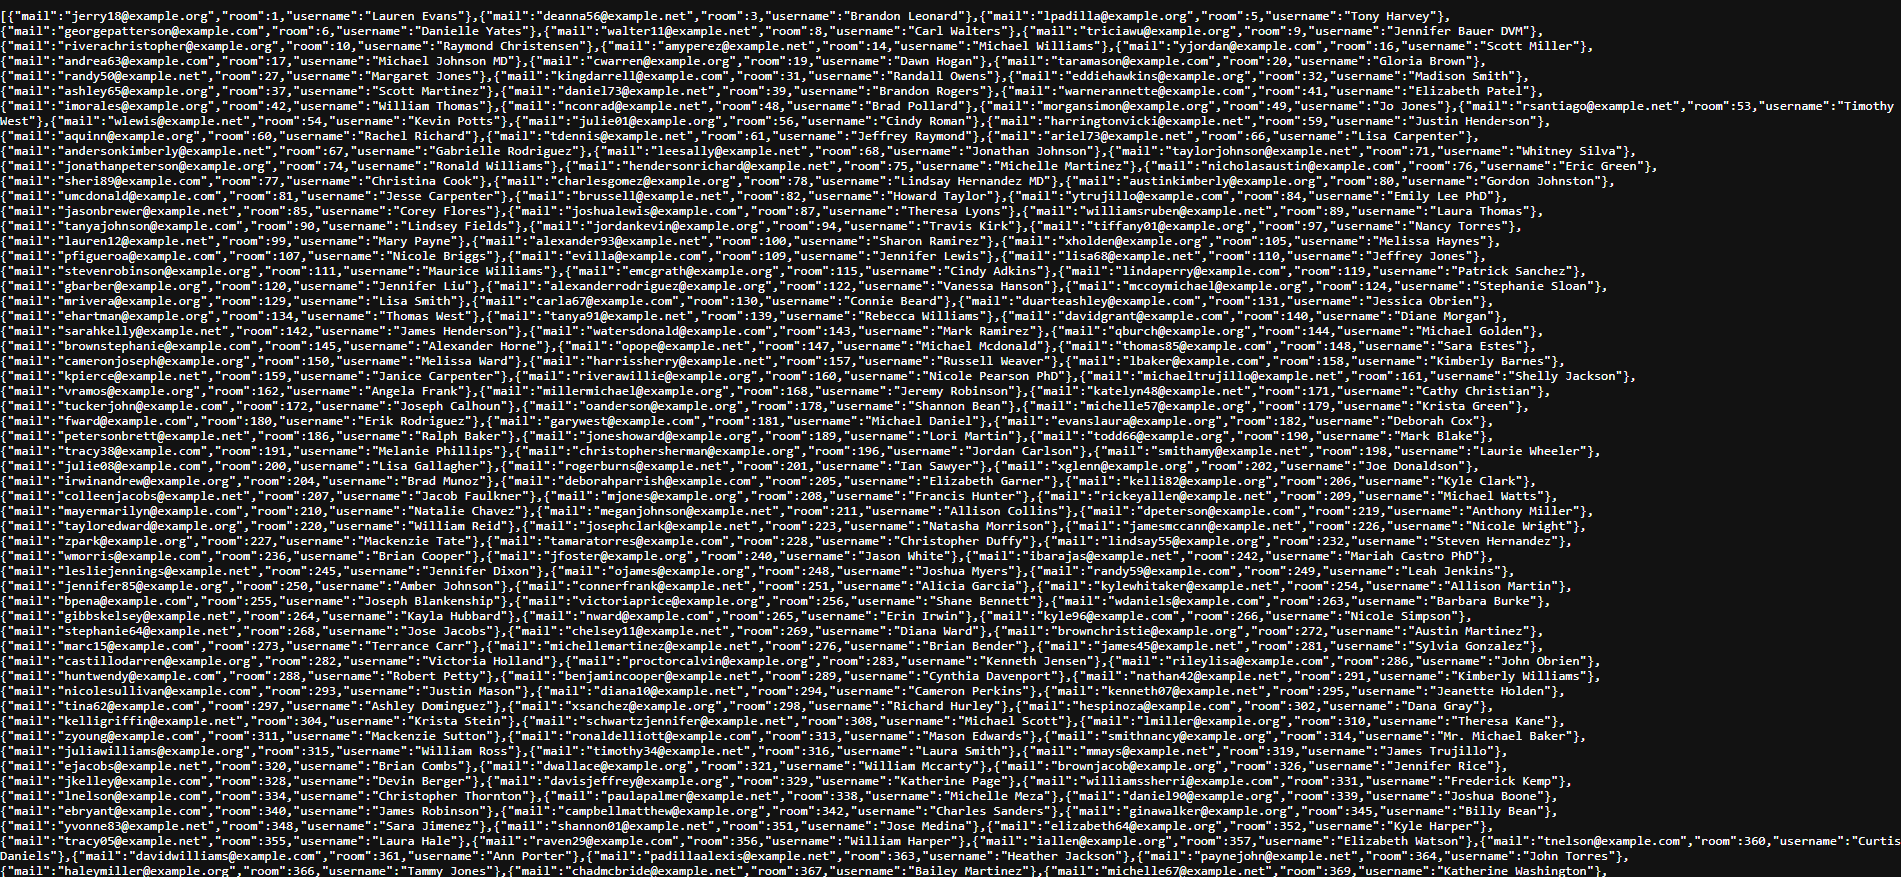 [{"mail":"jerry18@example.org","room":1,"username":"Lauren Evans"},{"mail":"deanna56@example.net","room":3,"username":"Brandon Leonard"},{"mail":"lpadilla@example.org","room":5,"username":"Tony Harvey"},
{"mail":"georgepatterson@example.com","room":6,"username":"Danielle Yates"},{"mail":"walter11@example.net","room":8,"username":"Carl Walters"},{"mail":"triciawu@example.org","room":9,"username":"Jennifer Bauer DVM"},
{"mail":"riverachristopher@example.org","room":10,"username":"Raymond Christensen"},{"mail":"amyperez@example.net","room":14,"username":"Michael Williams"},{"mail":"yjordan@example.com","room":16,"username":"Scott Miller"},
{"mail":"andrea63@example.com","room":17,"username":"Michael Johnson MD"},{"mail":"cwarren@example.org","room":19,"username":"Dawn Hogan"},{"mail":"taramason@example.com","room":20,"username":"Gloria Brown"},
{"mail":"randy50@example.net","room":27,"username":"Margaret Jones"},{"mail":"kingdarrell@example.com","room":31,"username":"Randall Owens"},{"mail":"eddiehawkins@example.org","room":32,"username":"Madison Smith"},
{"mail":"ashley65@example.org","room":37,"username":"Scott Martinez"},{"mail":"daniel73@example.net","room":39,"username":"Brandon Rogers"},{"mail":"warnerannette@example.com","room":41,"username":"Elizabeth Patel"},
{"mail":"imorales@example.org","room":42,"username":"William Thomas"},{"mail":"nconrad@example.net","room":48,"username":"Brad Pollard"},{"mail":"morgansimon@example.org","room":49,"username":"Jo Jones"},{"mail":"rsantiago@example.net","room":53,"username":"Timothy
West"},{"mail":"wlewis@example.net","room":54,"username":"Kevin Potts"},{"mail":"julie01@example.org","room":56,"username":"Cindy Roman"},{"mail":"harringtonvicki@example.com","room":59,"username":"Justin Henderson"},
{"mail":"aquinn@example.org","room":60,"username":"Rachel Richard"},{"mail":"tdennis@example.net","room":61,"username":"Jeffrey Raymond"},{"mail":"ariel73@example.net","room":66,"username":"Lisa Carpenter"},
{"mail":"andersonkimberly@example.net","room":67,"username":"Gabrielle Rodriguez"},{"mail":"leesally@example.net","room":68,"username":"Jonathan Johnson"},{"mail":"taylorjohnson@example.com","room":71,"username":"Whitney Silva"},
{"mail":"jonathanpeterson@example.org","room":74,"username":"Ronald Williams"},{"mail":"hendersonrichard@example.net","room":75,"username":"Michelle Martinez"},{"mail":"nicholasaustin@example.com","room":76,"username":"Eric Green"},
{"mail":"sheri89@example.com","room":77,"username":"Christina Cook"},{"mail":"charlesgomez@example.org","room":78,"username":"Lindsay Hernandez MD"},{"mail":"austinkimberly@example.org","room":80,"username":"Gordon Johnston"},
{"mail":"umcdonald@example.com","room":81,"username":"Jesse Carpenter"},{"mail":"brussell@example.net","room":82,"username":"Howard Taylor"},{"mail":"ytrujillo@example.com","room":84,"username":"Emily Lee PhD"},
{"mail":"jasonbrewer@example.net","room":85,"username":"Corey Flores"},{"mail":"joshualewis@example.com","room":87,"username":"Theresa Lyons"},{"mail":"williamsruben@example.net","room":89,"username":"Laura Thomas"},
{"mail":"tanyajohnson@example.com","room":90,"username":"Lindsey Fields"},{"mail":"jordankevin@example.org","room":94,"username":"Travis Kirk"},{"mail":"tiffany01@example.org","room":97,"username":"Nancy Torres"},
{"mail":"lauren12@example.net","room":99,"username":"Mary Payne"},{"mail":"alexander93@example.net","room":100,"username":"Sharon Ramirez"},{"mail":"xholden@example.org","room":105,"username":"Melissa Haynes"},
{"mail":"pfigueroa@example.com","room":107,"username":"Nicole Briggs"},{"mail":"evilla@example.com","room":109,"username":"Jennifer Lewis"},{"mail":"lisa68@example.net","room":110,"username":"Jeffrey Jones"},
{"mail":"stevenrobinson@example.org","room":111,"username":"Maurice Williams"},{"mail":"emcgrath@example.org","room":115,"username":"Cindy Adkins"},{"mail":"lindaperry@example.com","room":119,"username":"Patrick Sanchez"},
{"mail":"gbarber@example.org","room":120,"username":"Jennifer Liu"},{"mail":"alexanderrodriguez@example.org","room":122,"username":"Vanessa Hanson"},{"mail":"mccoymichael@example.org","room":124,"username":"Stephanie Sloan"},
{"mail":"mrivera@example.org","room":129,"username":"Lisa Smith"},{"mail":"carla67@example.com","room":130,"username":"Connie Beard"},{"mail":"duarteashley@example.com","room":131,"username":"Jessica Obrien"},
{"mail":"ehartman@example.org","room":134,"username":"Thomas West"},{"mail":"tanya91@example.net","room":139,"username":"Rebecca Williams"},{"mail":"davidgrant@example.com","room":140,"username":"Diane Morgan"},
{"mail":"sarahkelly@example.net","room":142,"username":"James Henderson"},{"mail":"watersdonald@example.com","room":143,"username":"Mark Ramirez"},{"mail":"qburch@example.org","room":144,"username":"Michael Golden"},
{"mail":"brownstephanie@example.com","room":145,"username":"Alexander Horne"},{"mail":"opope@example.net","room":147,"username":"Michael Mcdonald"},{"mail":"thomas85@example.com","room":148,"username":"Sara Estes"},
{"mail":"cameronjoseph@example.org","room":150,"username":"Melissa Ward"},{"mail":"harrissherry@example.net","room":157,"username":"Russell Weaver"},{"mail":"lbaker@example.com","room":158,"username":"Kimberly Barnes"},
{"mail":"kpierce@example.net","room":159,"username":"Janice Carpenter"},{"mail":"riverawillie@example.org","room":160,"username":"Nicole Pearson PhD"},{"mail":"michaeltrujillo@example.net","room":161,"username":"Shelly Jackson"},
{"mail":"vramos@example.org","room":162,"username":"Angela Frank"},{"mail":"millermichael@example.org","room":168,"username":"Jeremy Robinson"},{"mail":"katelyn48@example.net","room":171,"username":"Cathy Christian"},
{"mail":"tuckerjohn@example.com","room":172,"username":"Joseph Calhoun"},{"mail":"oanderson@example.org","room":178,"username":"Shannon Bean"},{"mail":"michelle57@example.org","room":179,"username":"Krista Green"},
{"mail":"fward@example.com","room":180,"username":"Erik Rodriguez"},{"mail":"garywest@example.com","room":181,"username":"Michael Daniel"},{"mail":"evanslaura@example.org","room":182,"username":"Deborah Cox"},
{"mail":"petersonbrett@example.net","room":186,"username":"Ralph Baker"},{"mail":"joneshoward@example.org","room":189,"username":"Lori Martin"},{"mail":"todd66@example.org","room":190,"username":"Mark Blake"},
{"mail":"tracy38@example.com","room":191,"username":"Melanie Phillips"},{"mail":"christophersherman@example.org","room":196,"username":"Jordan Carlson"},{"mail":"smithamy@example.net","room":198,"username":"Laurie Wheeler"},
{"mail":"julie08@example.com","room":200,"username":"Lisa Gallagher"},{"mail":"rogerburns@example.net","room":201,"username":"Ian Sawyer"},{"mail":"xglenn@example.org","room":202,"username":"Joe Donaldson"},
{"mail":"irwinandrew@example.org","room":204,"username":"Brad Munoz"},{"mail":"deborahparrish@example.com","room":205,"username":"Elizabeth Garner"},{"mail":"kelli82@example.org","room":206,"username":"Kyle Clark"},
{"mail":"colleenjacobs@example.net","room":207,"username":"Jacob Faulkner"},{"mail":"mjones@example.org","room":208,"username":"Francis Hunter"},{"mail":"rickeyallen@example.net","room":209,"username":"Michael Watts"},
{"mail":"mayermarilyn@example.com","room":210,"username":"Natalie Chavez"},{"mail":"meganjohnson@example.net","room":211,"username":"Allison Collins"},{"mail":"dpeterson@example.com","room":219,"username":"Anthony Miller"},
{"mail":"tayloredward@example.org","room":220,"username":"William Reid"},{"mail":"josephclark@example.net","room":223,"username":"Natasha Morrison"},{"mail":"jamesmccann@example.net","room":226,"username":"Nicole Wright"},
{"mail":"zpark@example.org","room":227,"username":"Mackenzie Tate"},{"mail":"tamaratorres@example.com","room":228,"username":"Christopher Duffy"},{"mail":"lindsay55@example.org","room":232,"username":"Steven Hernandez"},
{"mail":"wmorris@example.com","room":236,"username":"Brian Cooper"},{"mail":"jfoster@example.org","room":240,"username":"Jason White"},{"mail":"ibarajas@example.net","room":242,"username":"Mariah Castro PhD"},
{"mail":"lesliejennings@example.net","room":245,"username":"Jennifer Dixon"},{"mail":"ojames@example.org","room":248,"username":"Joshua Myers"},{"mail":"randy59@example.com","room":249,"username":"Leah Jenkins"},
{"mail":"jennifer85@example.org","room":250,"username":"Amber Johnson"},{"mail":"connerfrank@example.com","room":251,"username":"Alicia Garcia"},{"mail":"kylewhitaker@example.net","room":254,"username":"Allison Martin"},
{"mail":"bpena@example.com","room":255,"username":"Joseph Blankenship"},{"mail":"victoriaprice@example.org","room":256,"username":"Shane Bennett"},{"mail":"wdaniels@example.com","room":263,"username":"Barbara Burke"},
{"mail":"gibbskelsey@example.net","room":264,"username":"Kayla Hubbard"},{"mail":"nward@example.com","room":265,"username":"Erin Irwin"},{"mail":"kyle96@example.com","room":266,"username":"Nicole Simpson"},
{"mail":"stephanie64@example.net","room":268,"username":"Jose Jacobs"},{"mail":"chelsey11@example.net","room":269,"username":"Diana Ward"},{"mail":"brownchristie@example.org","room":272,"username":"Austin Martinez"},
{"mail":"marc15@example.com","room":273,"username":"Terrance Carr"},{"mail":"michellemartinez@example.net","room":276,"username":"Brian Bender"},{"mail":"james45@example.net","room":281,"username":"Sylvia Gonzalez"},
{"mail":"castillodarren@example.org","room":282,"username":"Victoria Holland"},{"mail":"proctorcalvin@example.org","room":283,"username":"Kenneth Jensen"},{"mail":"rileylisa@example.com","room":286,"username":"John Obrien"},
{"mail":"huntwendy@example.com","room":288,"username":"Robert Petty"},{"mail":"benjamincooper@example.net","room":289,"username":"Cynthia Davenport"},{"mail":"nathan42@example.net","room":291,"username":"Kimberly Williams"},
{"mail":"nicolesullivan@example.com","room":293,"username":"Justin Mason"},{"mail":"diana10@example.net","room":294,"username":"Cameron Perkins"},{"mail":"kenneth07@example.net","room":295,"username":"Jeanette Holden"},
{"mail":"tina62@example.com","room":297,"username":"Ashley Dominguez"},{"mail":"xsanchez@example.org","room":298,"username":"Richard Hurley"},{"mail":"hespinoza@example.com","room":302,"username":"Dana Gray"},
{"mail":"kelligriffin@example.net","room":304,"username":"Krista Stein"},{"mail":"schwartzjennifer@example.net","room":308,"username":"Michael Scott"},{"mail":"lmiller@example.org","room":310,"username":"Theresa Kane"},
{"mail":"zyoung@example.com","room":311,"username":"Mackenzie Sutton"},{"mail":"ronaldelliott@example.com","room":313,"username":"Mason Edwards"},{"mail":"smithnancy@example.org","room":314,"username":"Mr. Michael Baker"},
{"mail":"juliawilliams@example.org","room":315,"username":"William Ross"},{"mail":"timothy34@example.net","room":316,"username":"Laura Smith"},{"mail":"mmays@example.net","room":319,"username":"James Trujillo"},
{"mail":"ejacobs@example.net","room":320,"username":"Brian Combs"},{"mail":"dwallace@example.org","room":321,"username":"William Mccarty"},{"mail":"brownjacob@example.com","room":326,"username":"Jennifer Rice"},
{"mail":"jkelley@example.com","room":328,"username":"Devin Berger"},{"mail":"davisjeffrey@example.org","room":329,"username":"Katherine Page"},{"mail":"williamssherri@example.com","room":331,"username":"Frederick Kemp"},
{"mail":"lnelson@example.com","room":334,"username":"Christopher Thornton"},{"mail":"paulapalmer@example.net","room":338,"username":"Michelle Meza"},{"mail":"daniel90@example.org","room":339,"username":"Joshua Boone"},
{"mail":"ebryant@example.com","room":340,"username":"James Robinson"},{"mail":"campbellmatthew@example.org","room":342,"username":"Charles Sanders"},{"mail":"ginawalker@example.org","room":345,"username":"Billy Bean"},
{"mail":"yvonne83@example.net","room":348,"username":"Sara Jimenez"},{"mail":"shannon01@example.net","room":351,"username":"Jose Medina"},{"mail":"elizabeth64@example.org","room":352,"username":"Kyle Harper"},
{"mail":"tracy05@example.net","room":355,"username":"Laura Hale"},{"mail":"raven29@example.com","room":356,"username":"William Harper"},{"mail":"iallen@example.org","room":357,"username":"Elizabeth Watson"},{"mail":"tnelson@example.com","room":360,"username":"Curtis
Daniels"},{"mail":"davidwilliams@example.com","room":361,"username":"Ann Porter"},{"mail":"padillaalexis@example.net","room":363,"username":"Heather Jackson"},{"mail":"paynejohn@example.net","room":364,"username":"John Torres"},
{"mail":"haleymiller@example.org","room":366,"username":"Tammy Jones"},{"mail":"chadmcbride@example.net","room":367,"username":"Bailey Martinez"},{"mail":"michelle67@example.net","room":369,"username":"Katherine Washington"},